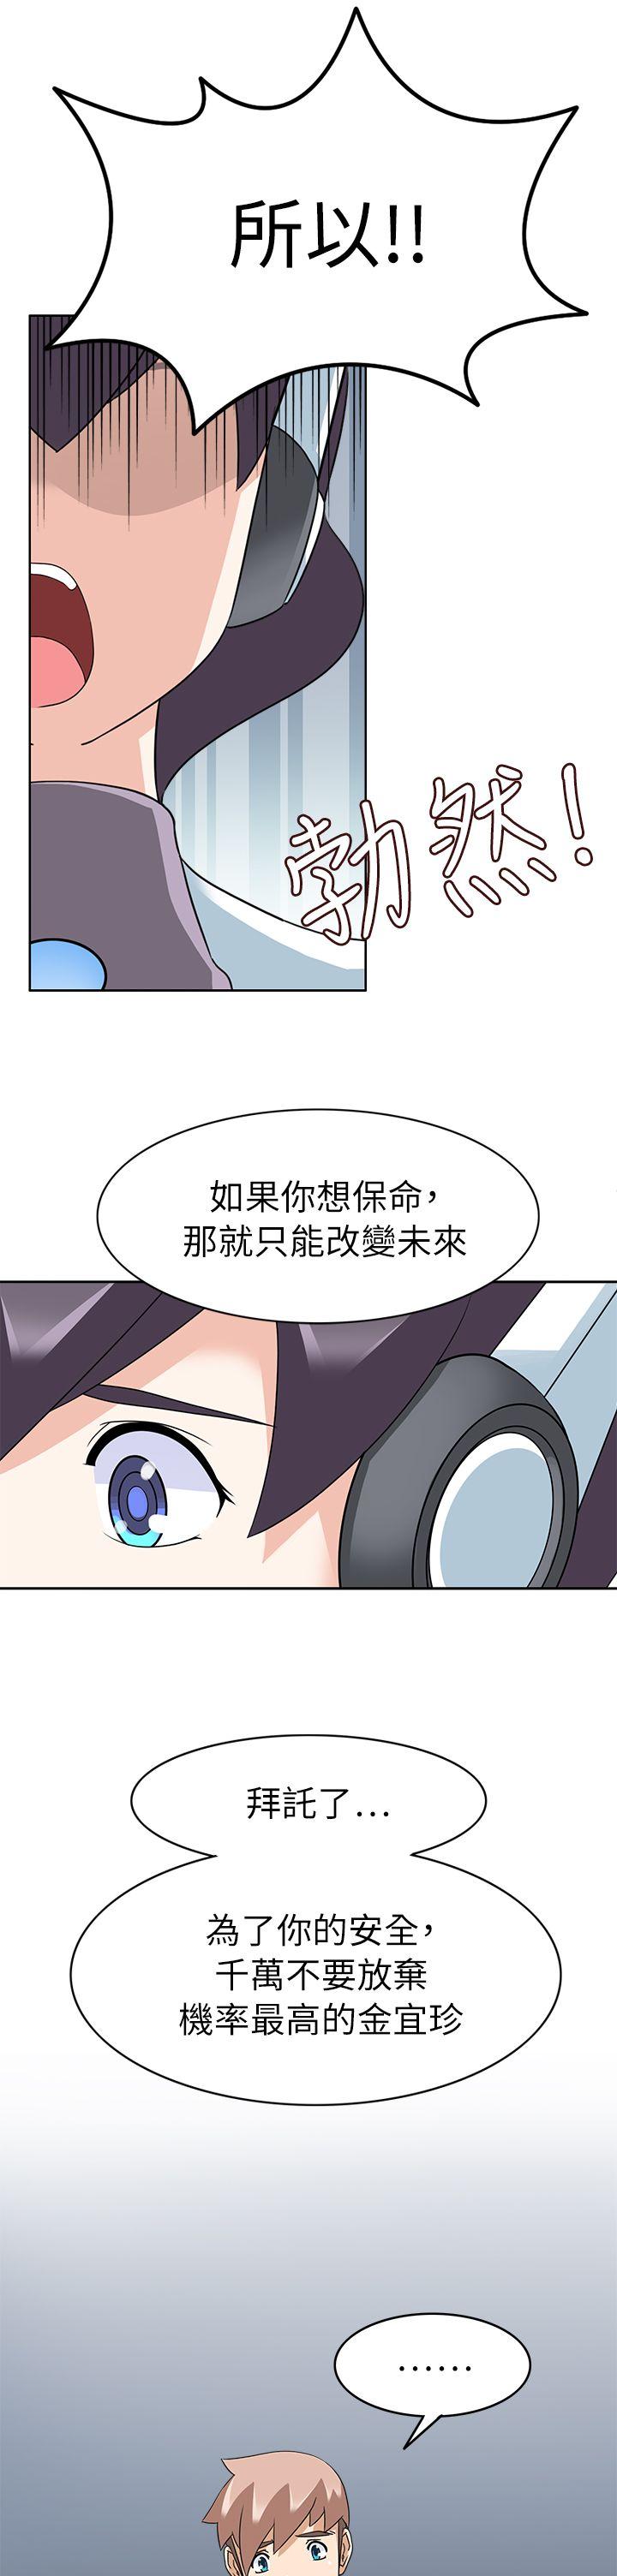 所以!!
勃然!
如果你想保命，
那就只能改變未來
拜託了...
為了你的安全，
千萬不要放棄
機率最高的金宜珍
......